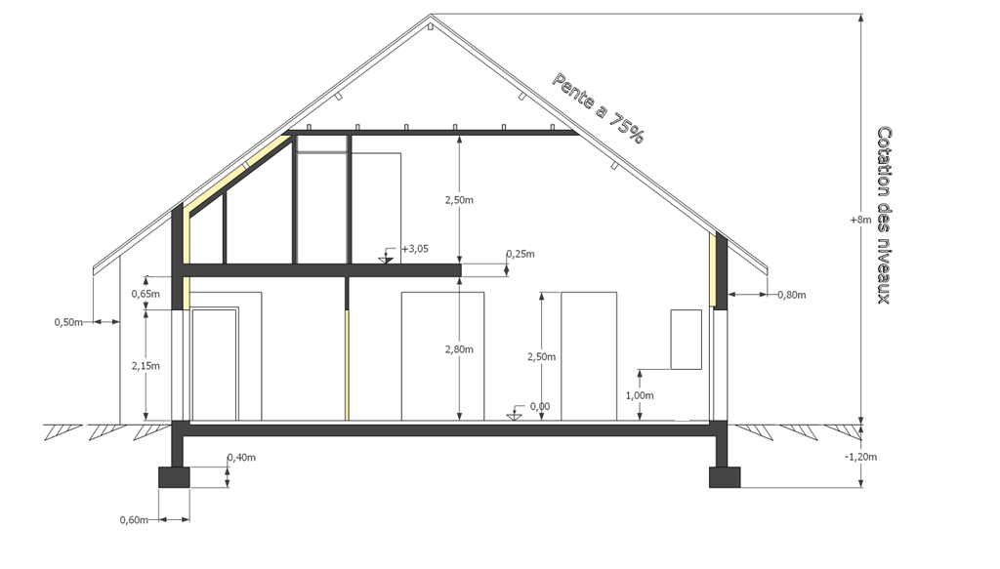 Pente a 75%
Cotation des niveaux
2,50m
+8m
+3,05
0,25m
0,65m
0,80m
0,50m
2,80m
2,50m
2,15m
1,00m
0,00
0,40m
-1,20m
0,60m